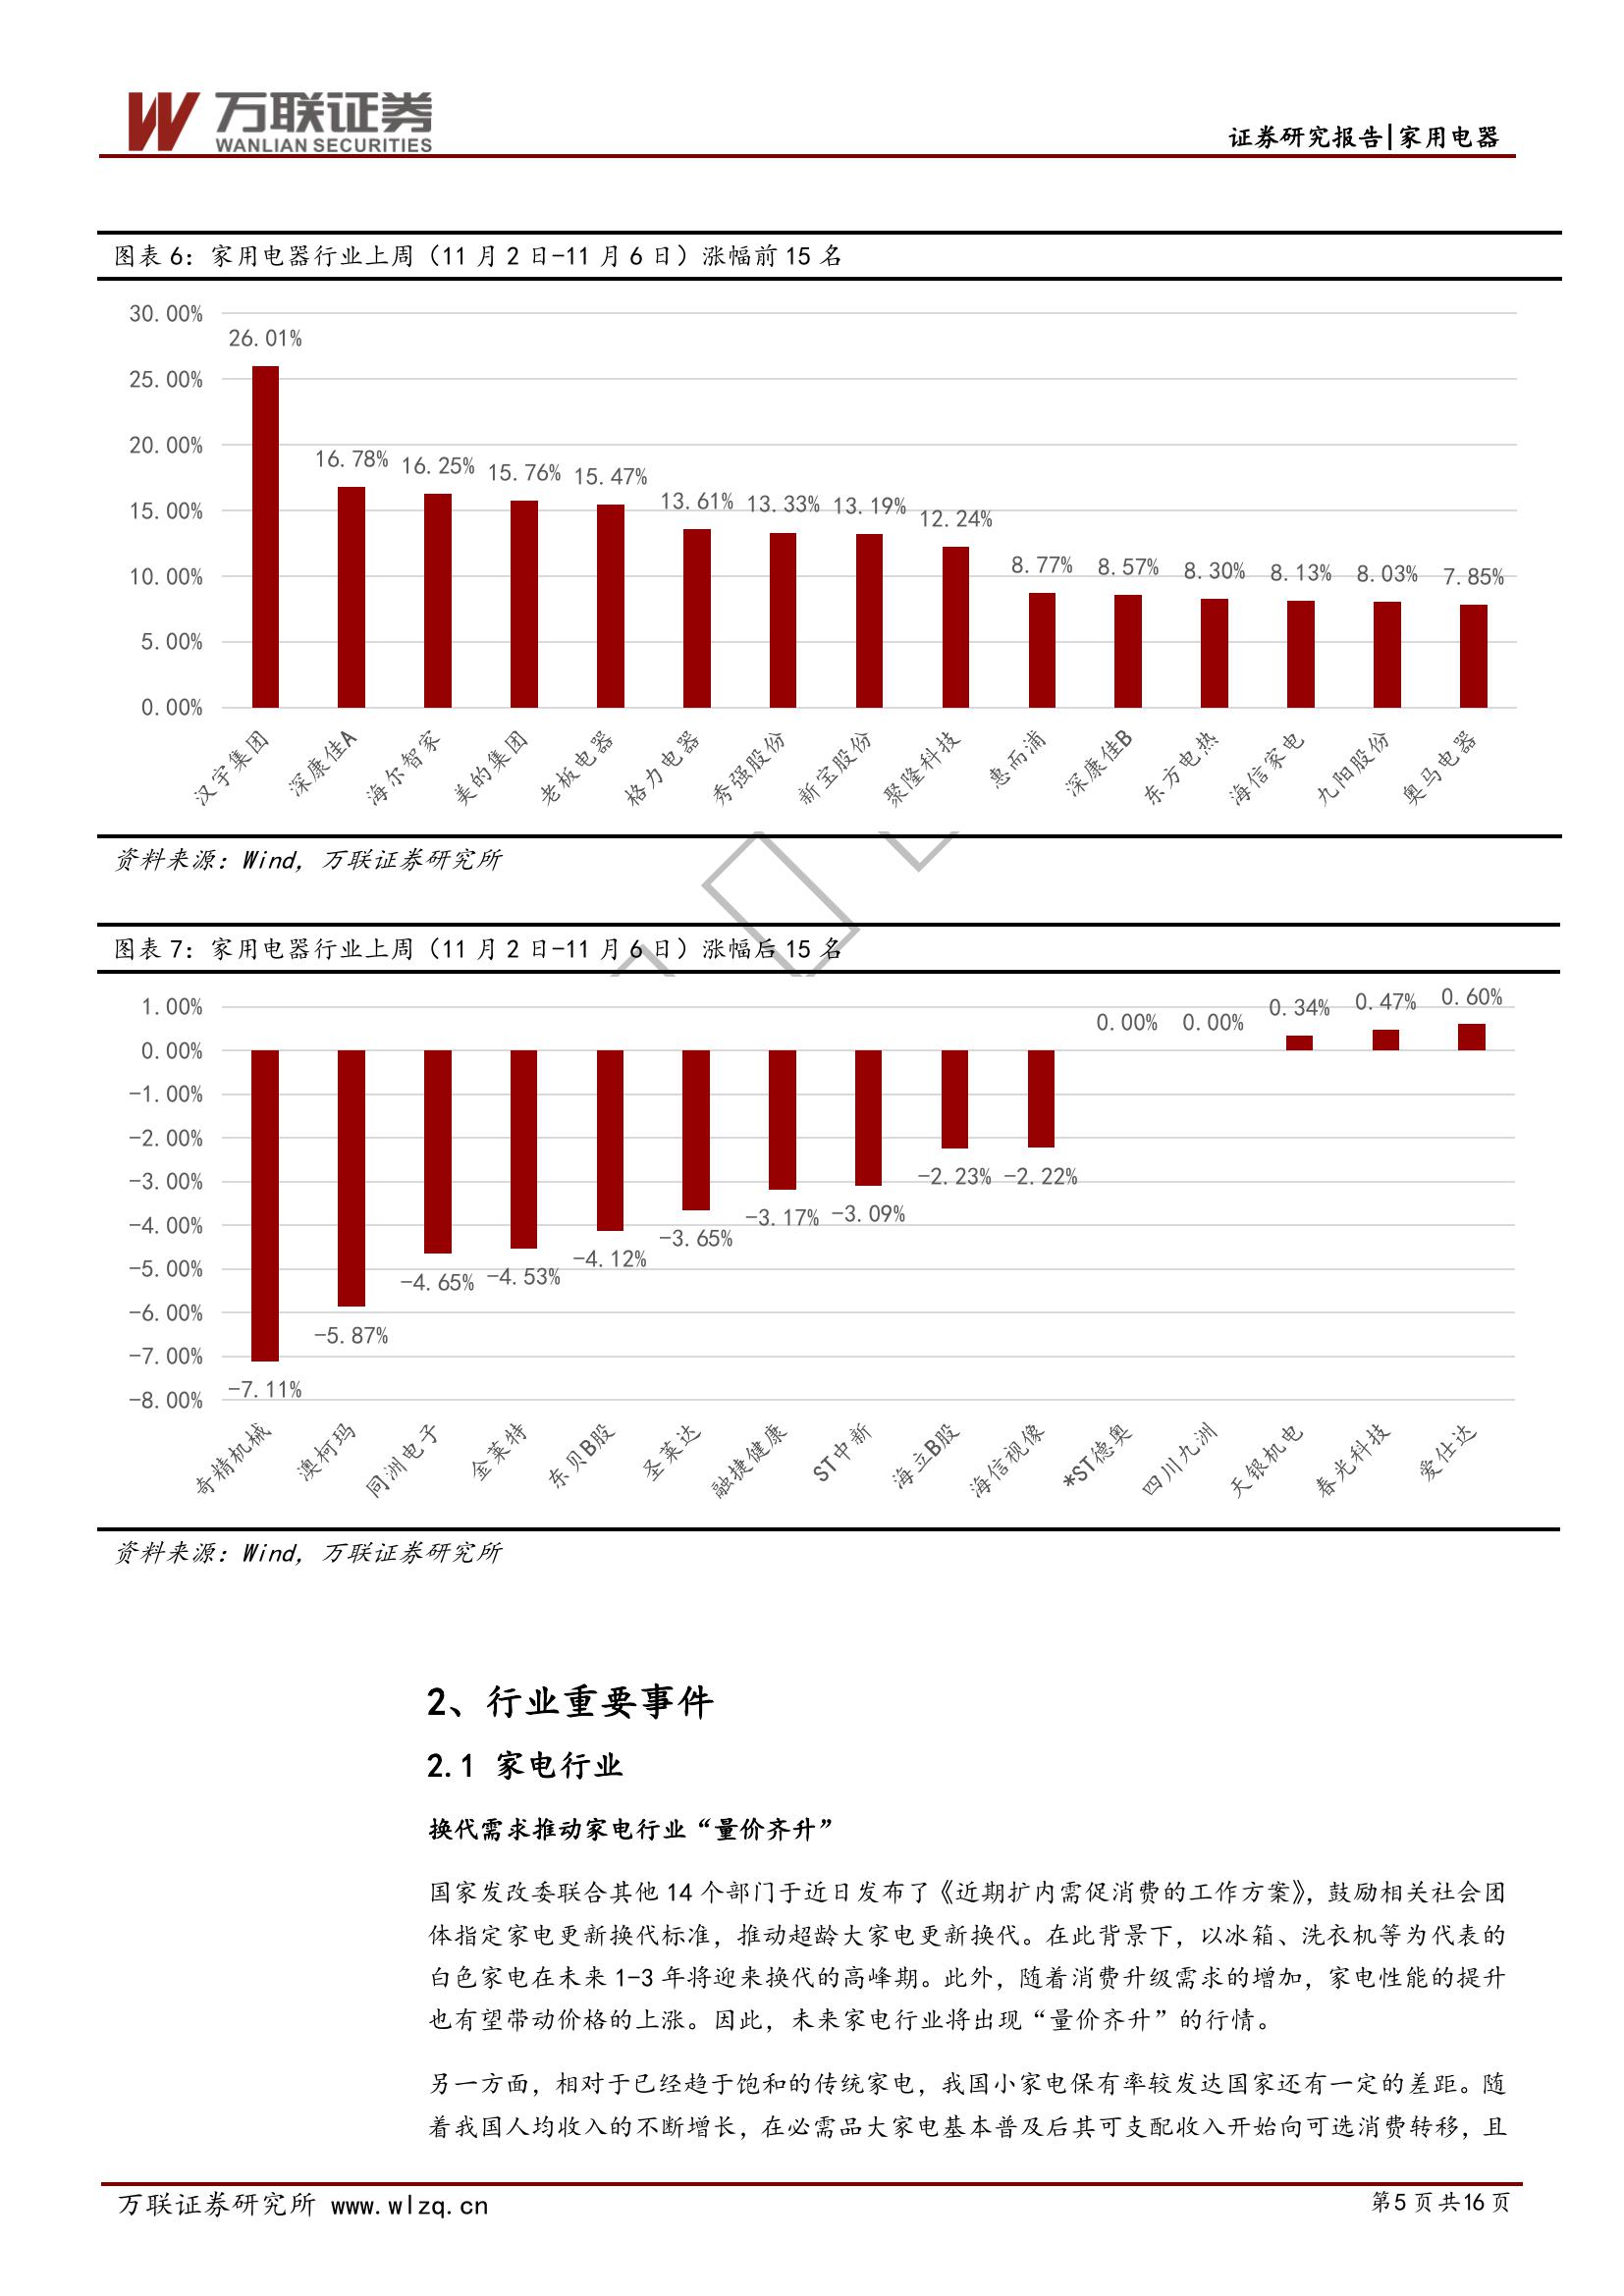 万联证券
WANLIAN SECURITIES
证券研究报告|家用电器
图表 6：家用电器行业上周（11 月 2 日-11 月 6 日）涨幅前 15 名
30.00%
25.00%
20.00%
15.00%
10.00%
5.00%
0.00%
26.01% 16.78% 16.25% 15.76% 15.47% 13.61% 13.33% 13.19% 12.24% 8.77% 8.57% 8.30% 8.13% 8.03% 7.85%
汉宇集团 深康佳A 海尔智家 美的集团 老板电器 格力电器 秀强股份 新宝股份 聚隆科技 惠而浦 深康佳B 东方电热 海信家电 九阳股份 奥马电器
资料来源：Wind，万联证券研究所
图表 7：家用电器行业上周（11 月 2 日-11 月 6 日）涨幅后 15 名
1.00%
0.00%
-1.00%
-2.00%
-3.00%
-4.00%
-5.00%
-6.00%
-7.00%
-8.00%
-7.11% -5.87% -4.65% -4.53% -4.12% -3.65% -3.17% -3.09% -2.23% -2.22% 0.00% 0.00% 0.34% 0.47% 0.60%
奇精机械 澳柯玛 同洲电子 金莱特 东贝B股 圣莱达 融捷健康 ST中新 海立B股 海信视像 *ST德奥 四川九洲 天银机电 春光科技 爱仕达
资料来源：Wind，万联证券研究所
2、行业重要事件
2.1 家电行业
换代需求推动家电行业“量价齐升”
国家发改委联合其他 14 个部门于近日发布了《近期扩内需促消费的工作方案》，鼓励相关社会团
体指定家电更新换代标准，推动超龄大家电更新换代。在此背景下，以冰箱、洗衣机等为代表的
白色家电在未来 1-3 年将迎来换代的高峰期。此外，随着消费升级需求的增加，家电性能的提升
也有望带动价格的上涨。因此，未来家电行业将出现“量价齐升”的行情。
另一方面，相对于已经趋于饱和的传统家电，我国小家电保有率较发达国家还有一定的差距。随
着我国人均收入的不断增长，在必需品大家电基本普及后其可支配收入开始向可选消费转移，且
万联证券研究所 www.wlzq.cn
第 5 页 共 16 页